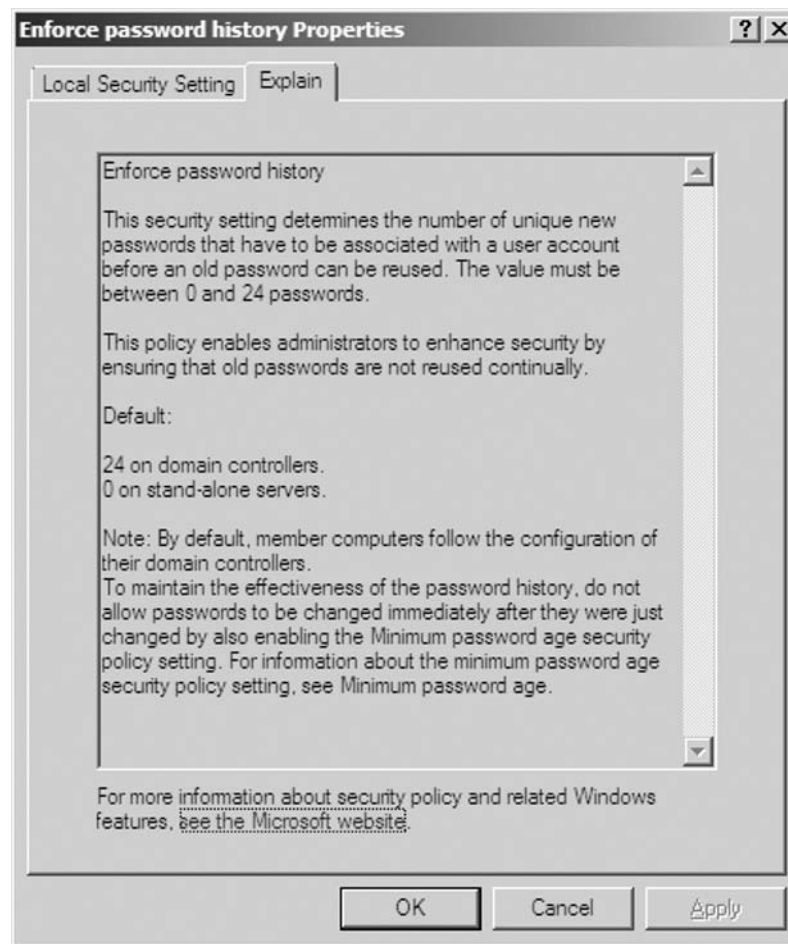 Enforce password history Properties
Local Security Setting
Explain
Enforce password history
This security setting determines the number of unique new
passwords that have to be associated with a user account
before an old password can be reused. The value must be
between 0 and 24 passwords.
This policy enables administrators to enhance security by
ensuring that old passwords are not reused continually.
Default:
24 on domain controllers.
0 on stand-alone servers.
Note: By default, member computers follow the configuration of
their domain controllers.
To maintain the effectiveness of the password history, do not
allow passwords to be changed immediately after they were just
changed by also enabling the Minimum password age security
policy setting. For information about the minimum password age
security policy setting, see Minimum password age.
For more information about security policy and related Windows
features, see the Microsoft website.
OK
Cancel
Apply